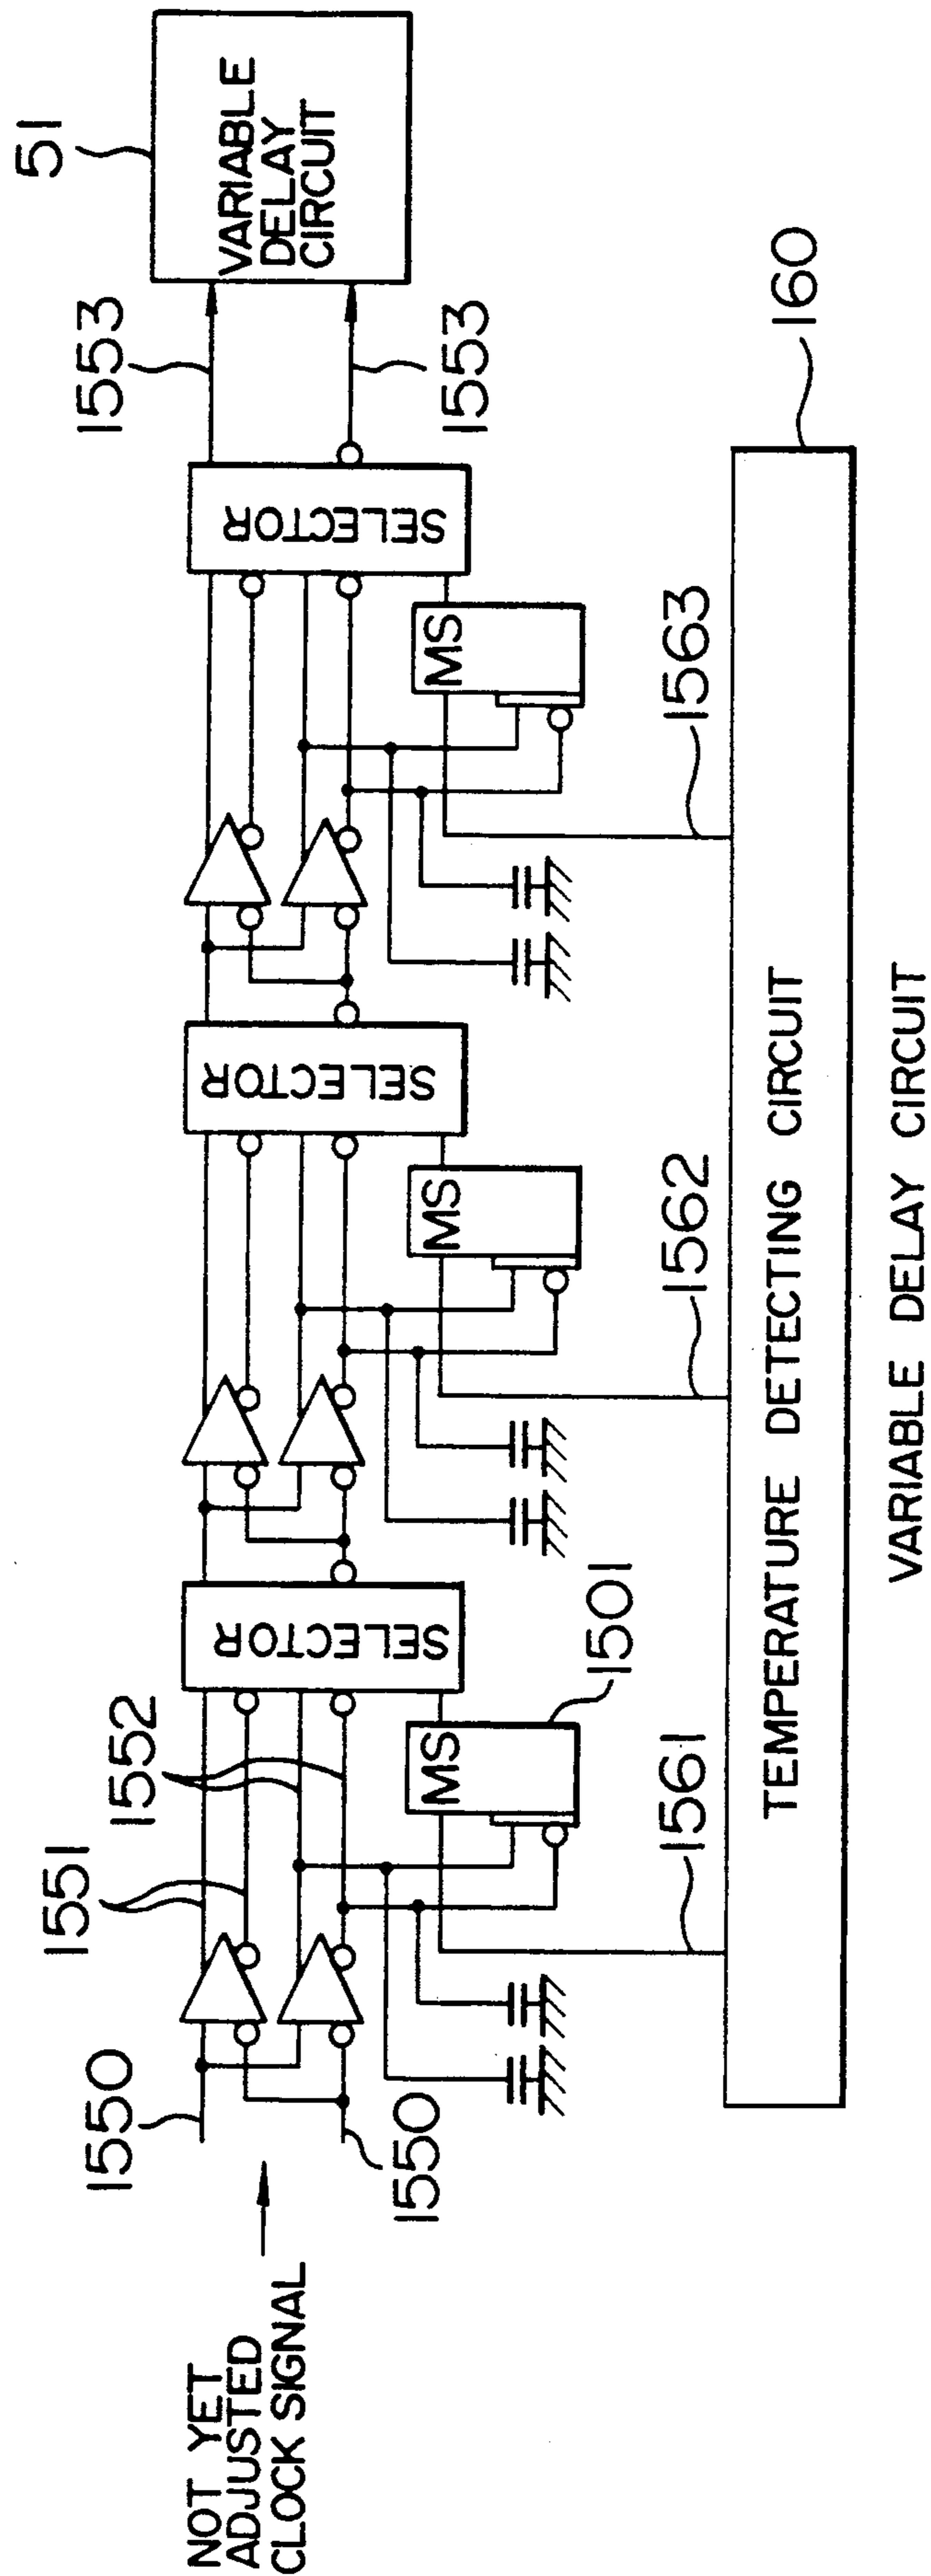 51
VARIABLE
DELAY
CIRCUIT
1553
1553
SELECTOR
SELECTOR
SELECTOR
MS
MS
MS
1501
1551
1552
1550
1550
NOT YET
ADJUSTED
CLOCK SIGNAL
1561
1562
1563
160
TEMPERATURE DETECTING CIRCUIT
VARIABLE DELAY CIRCUIT